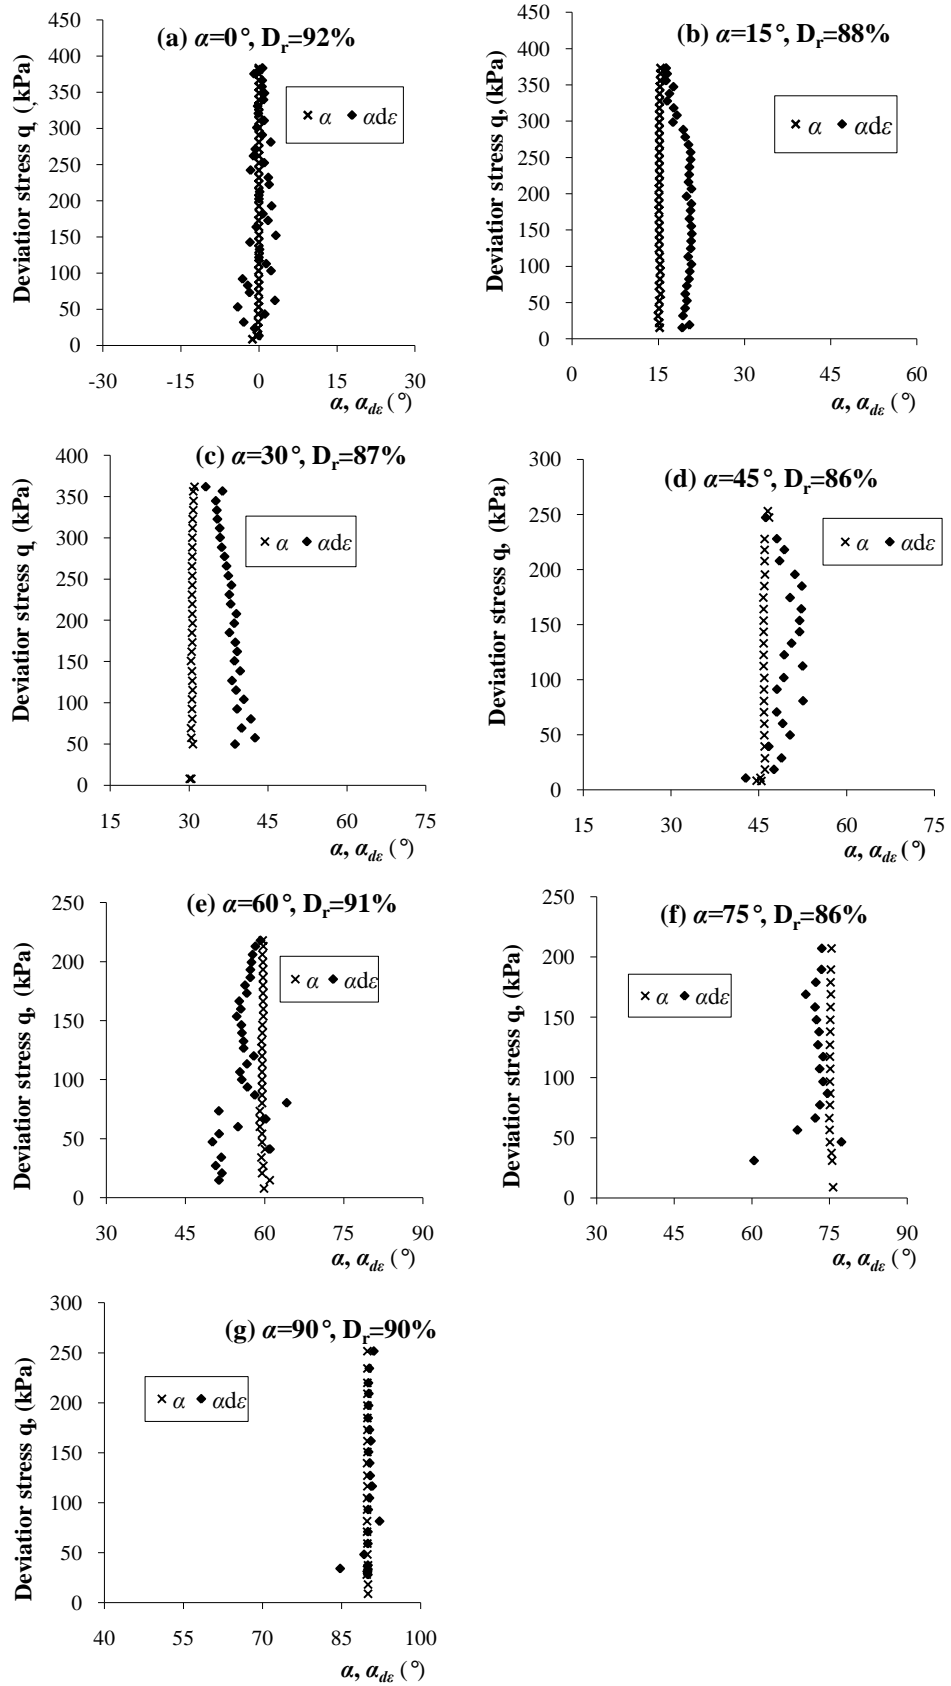 (a) α=0°, Dr=92%
Deviatior stress q, (kPa)
450
400
350
300
250
200
150
100
50
0
× α ◆ αdε
-30 -15 0 15 30
α, αdε (°)
(b) α=15°, Dr=88%
Deviatior stress q, (kPa)
450
400
350
300
250
200
150
100
50
0
× α ◆ αdε
0 15 30 45 60
α, αdε (°)
(c) α=30°, Dr=87%
Deviatior stress q, (kPa)
400
350
300
250
200
150
100
50
0
× α ◆ αdε
15 30 45 60 75
α, αdε (°)
(d) α=45°, Dr=86%
Deviatior stress q, (kPa)
300
250
200
150
100
50
0
× α ◆ αdε
15 45 60 75
α, αdε (°)
(e) α=60°, Dr=91%
Deviatior stress q, (kPa)
250
200
150
100
50
0
× α ◆ αdε
30 45 60 75 90
α, αdε (°)
(f) α=75°, Dr=86%
Deviatior stress q, (kPa)
250
200
150
100
50
0
× α ◆ αdε
30 45 60 75 90
α, αdε (°)
(g) α=90°, Dr=90%
Deviatior stress q, (kPa)
300
250
200
150
100
50
0
× α ◆ αdε
40 55 70 85 100
α, αdε (°)